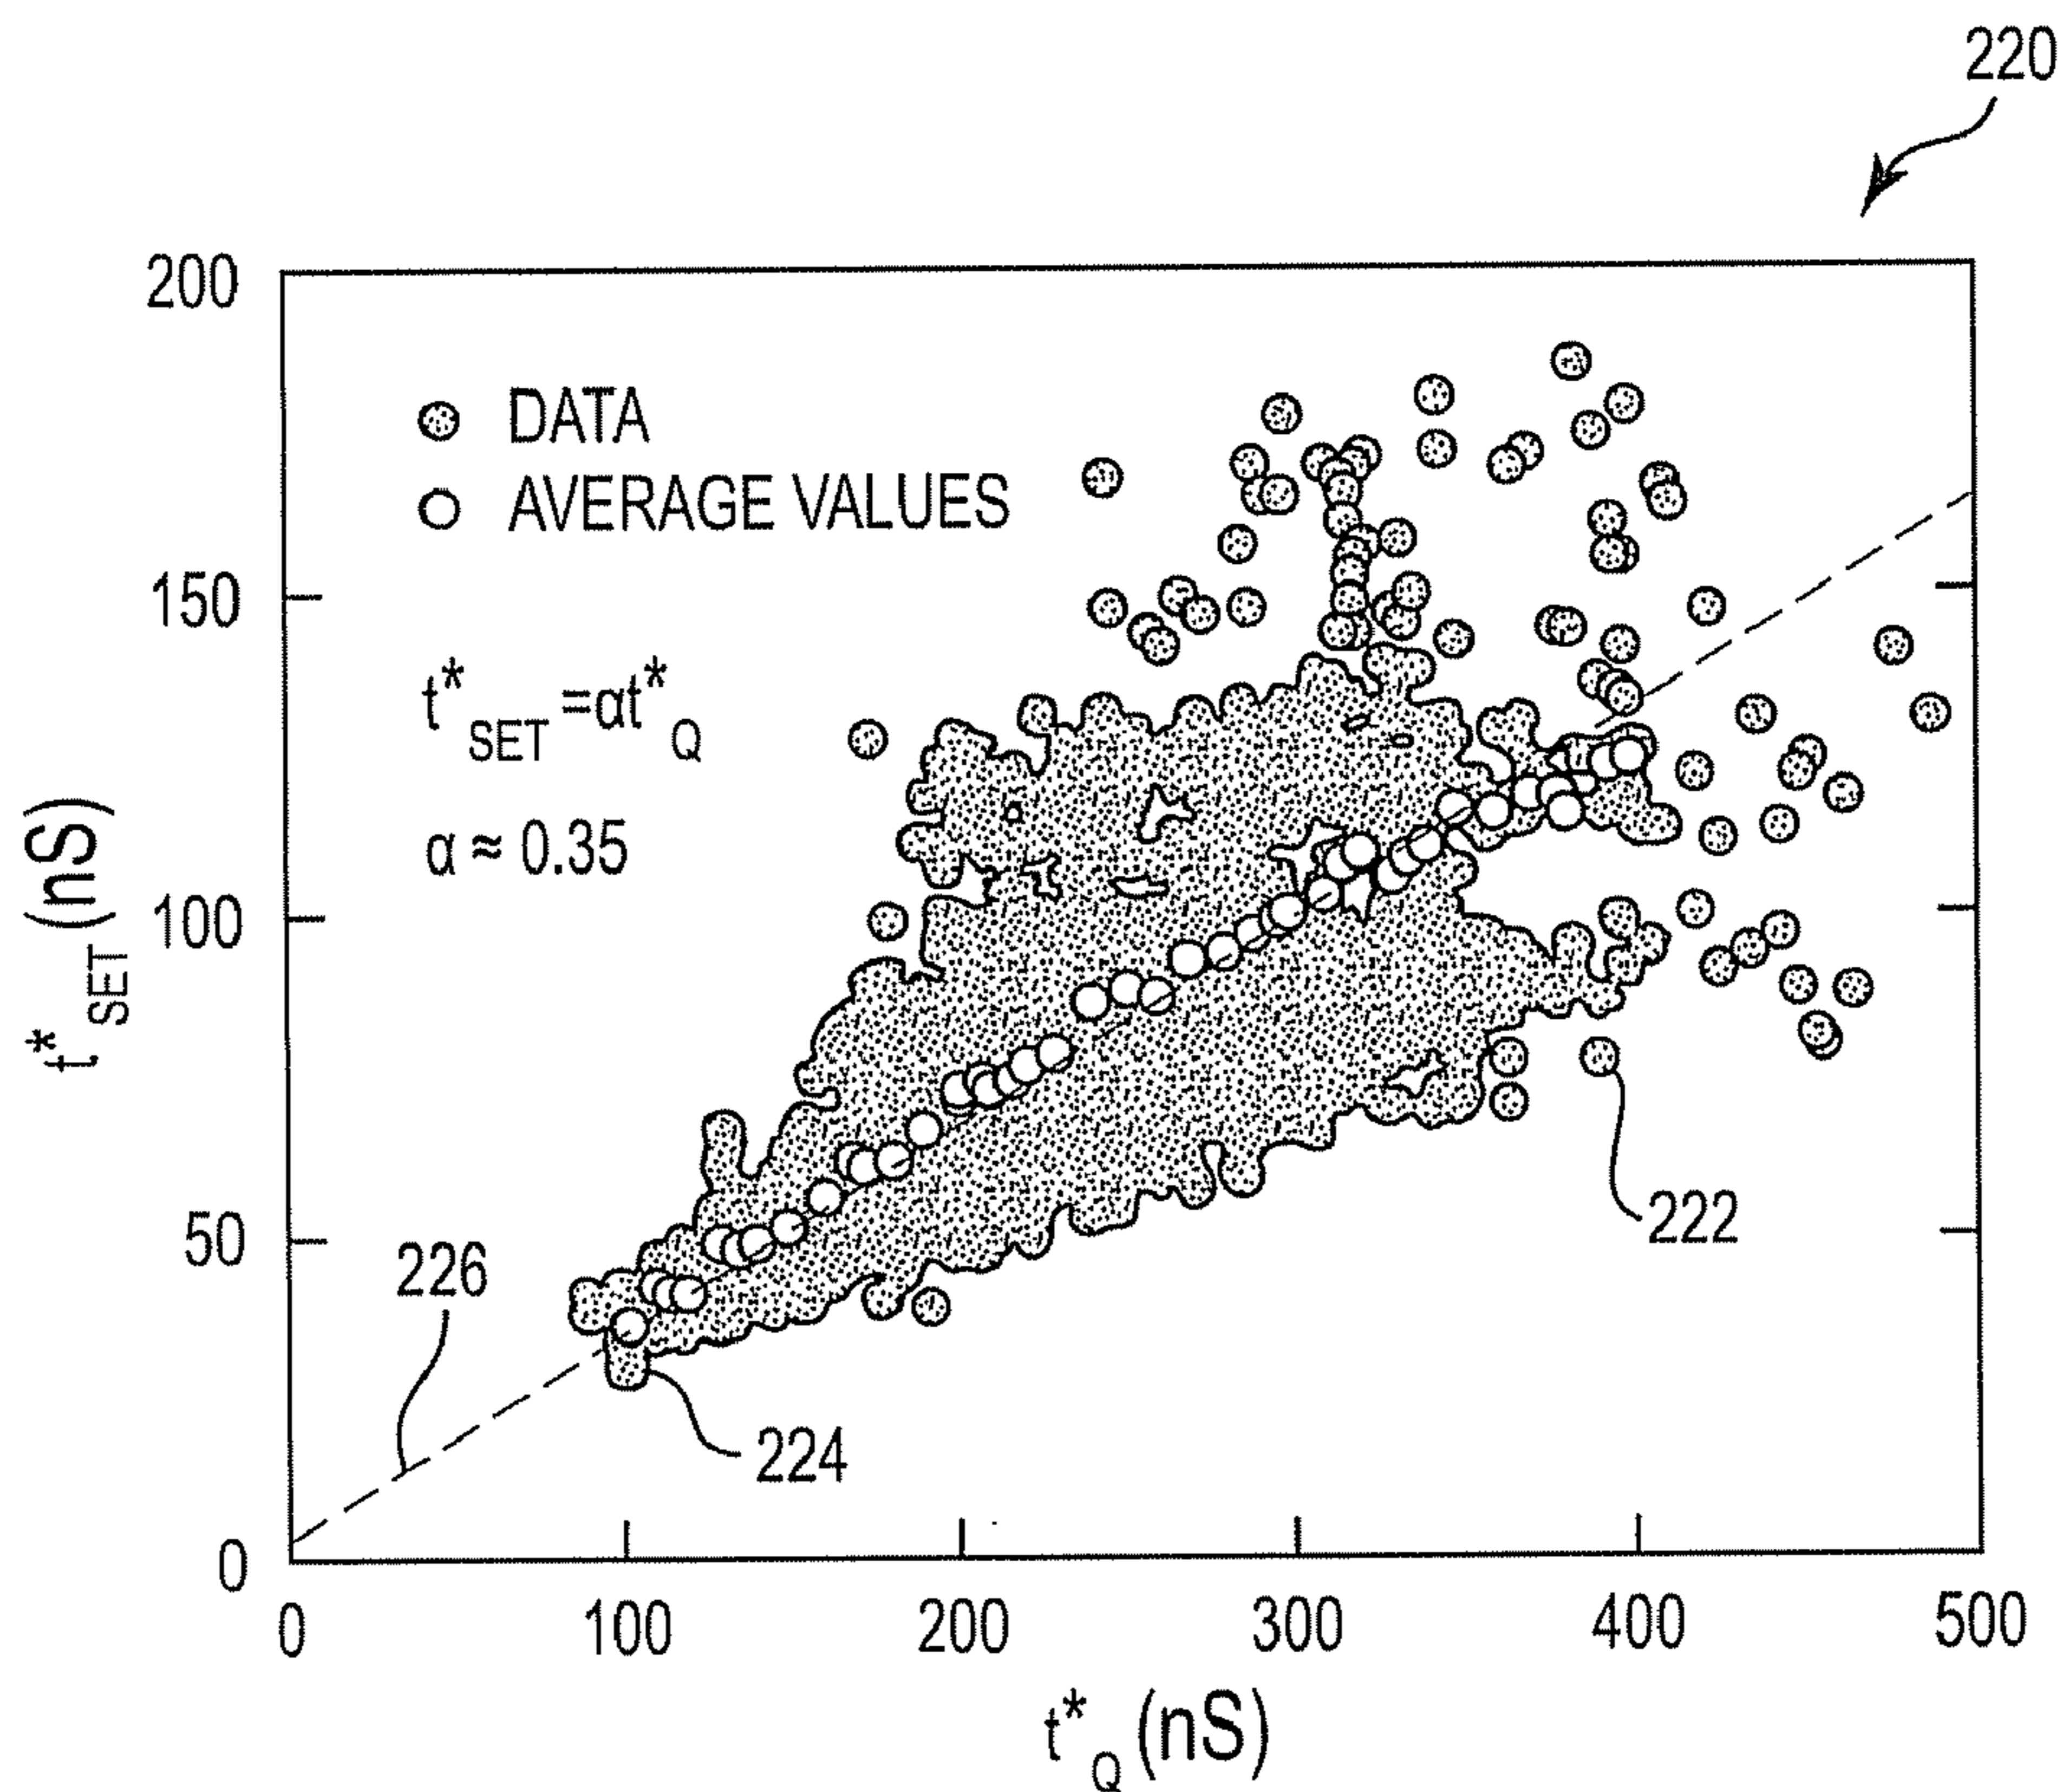 220
200
DATA
AVERAGE VALUES
150
t*SET = αt*Q
α ≈ 0.35
t*SET (nS)
100
50
226
222
224
0
0 100 200 300 400 500
t*Q (nS)